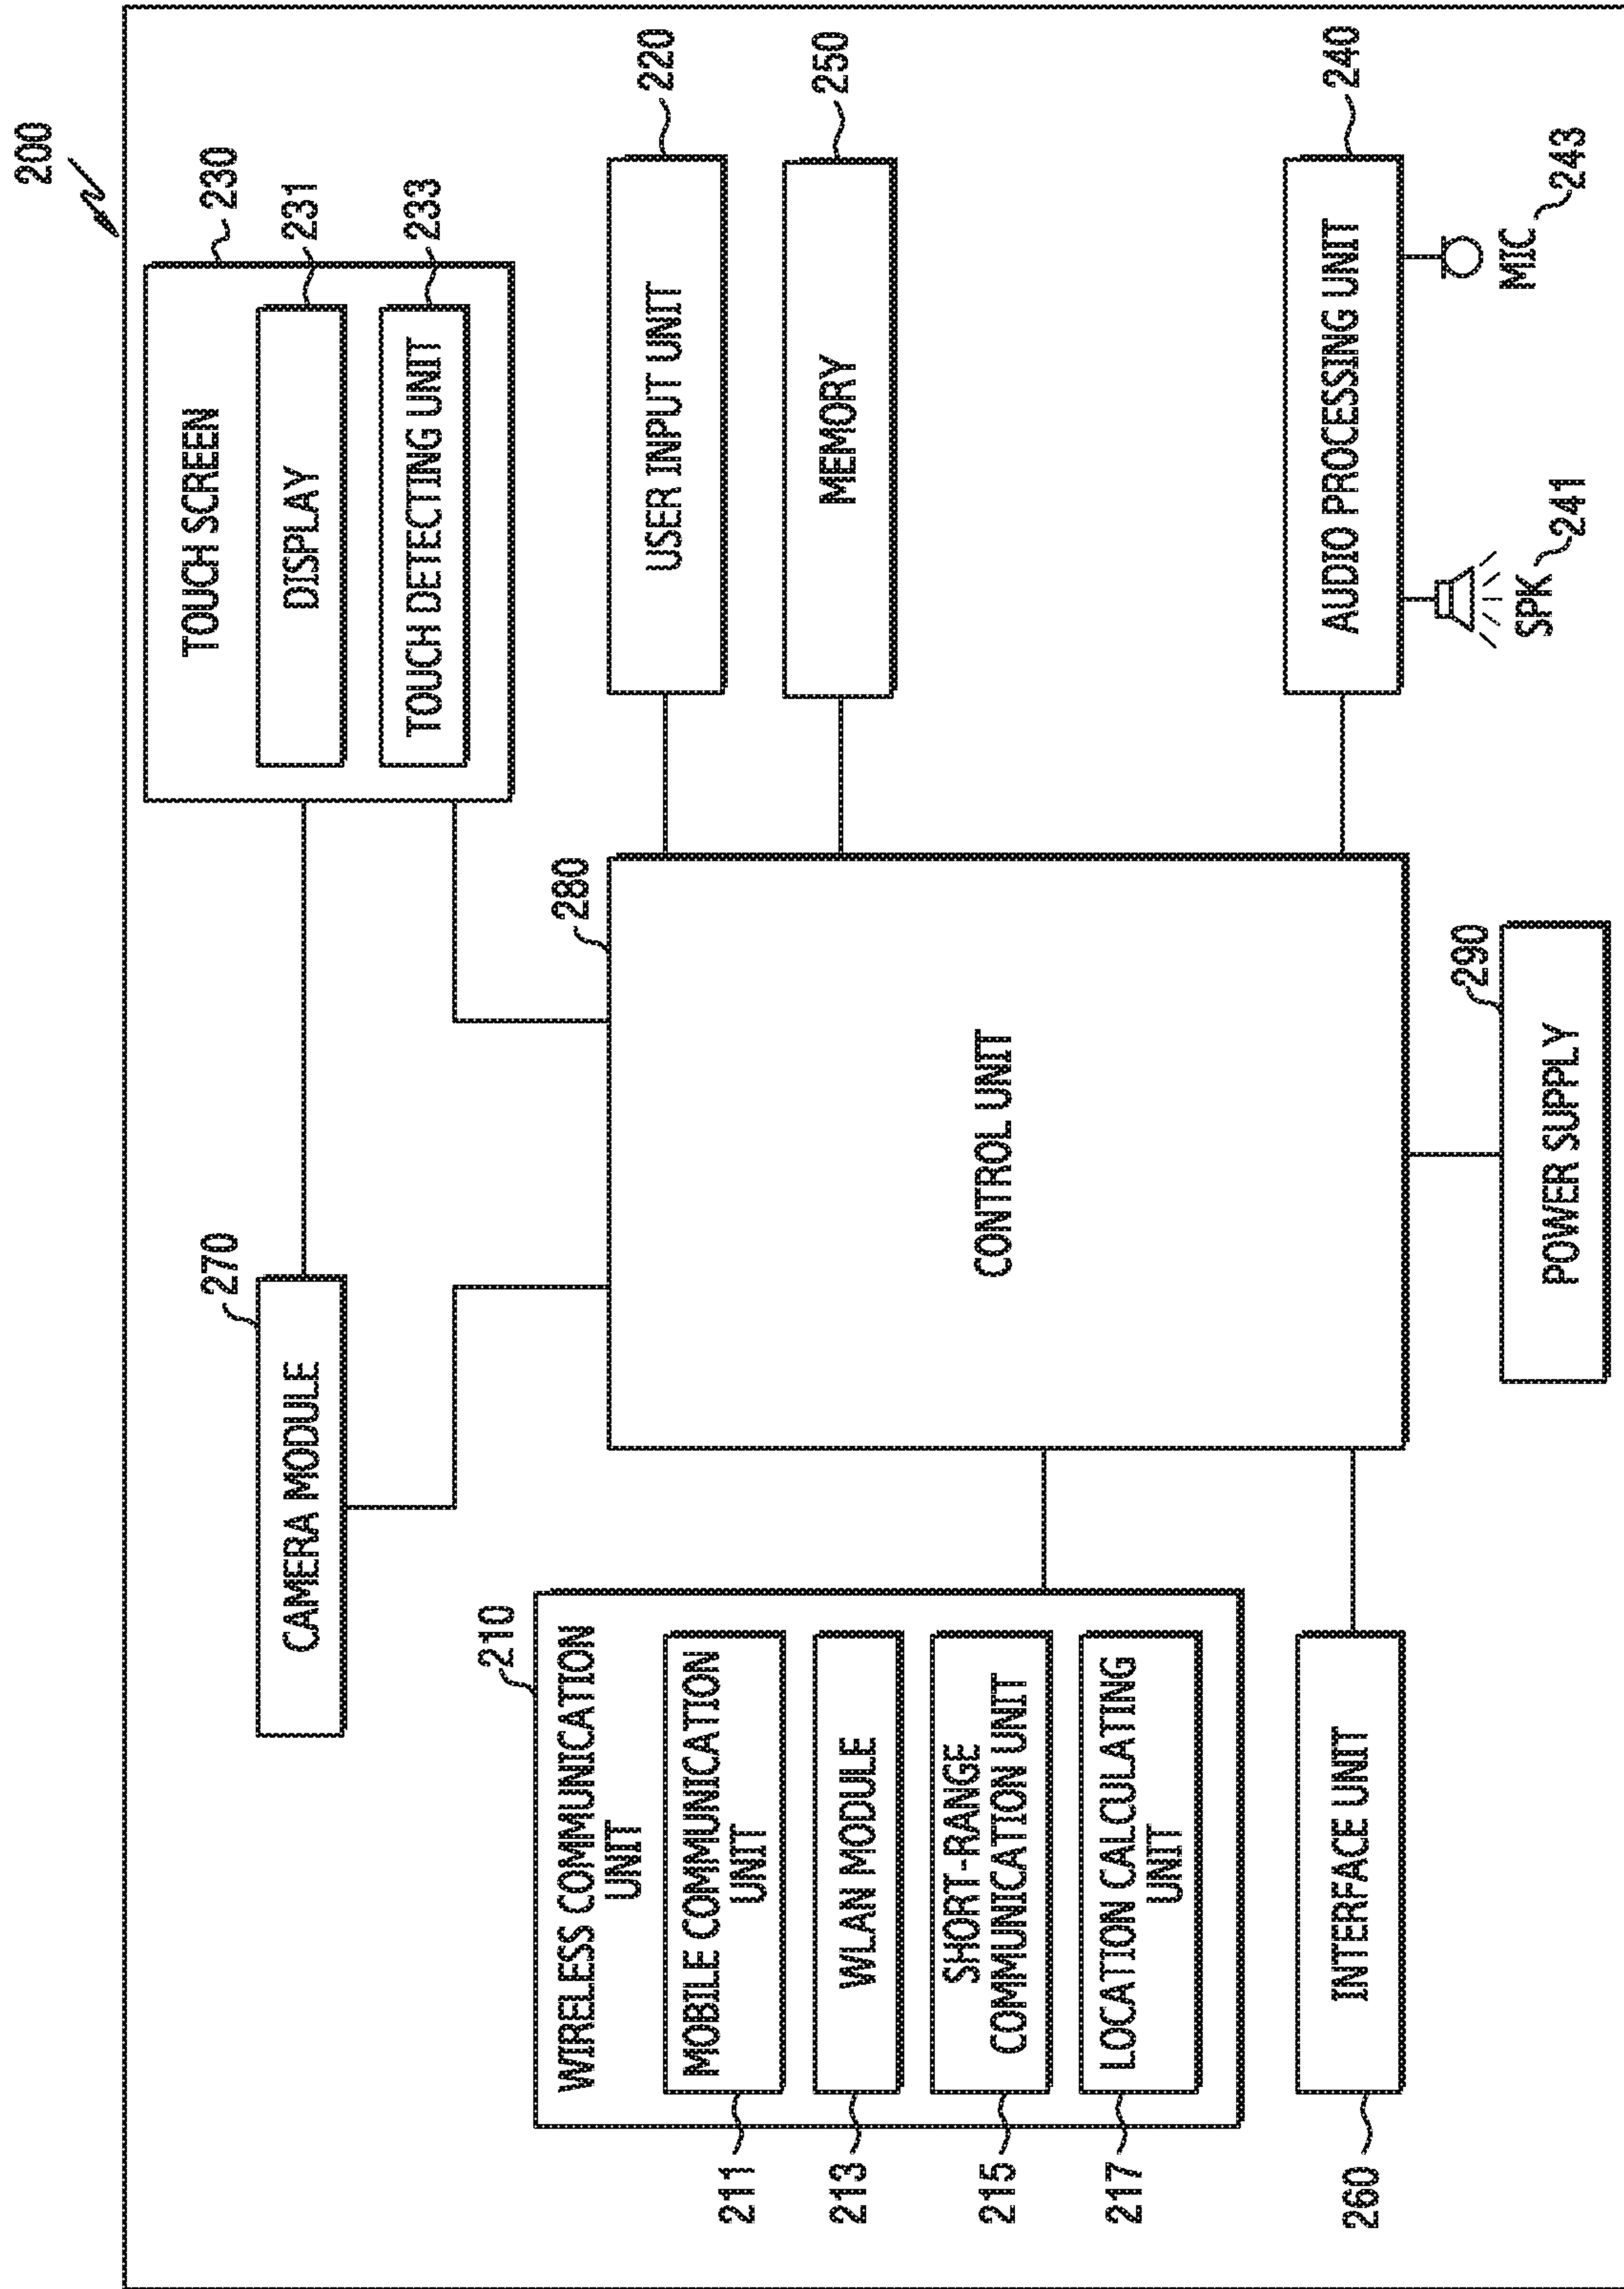 200
270
CAMERA MODULE
230
TOUCH SCREEN
231
DISPLAY
233
TOUCH DETECTING UNIT
210
WIRELESS COMMUNICATION
UNIT
211
MOBILE COMMUNICATION
UNIT
213
WLAN MODULE
215
SHORT-RANGE
COMMUNICATION UNIT
217
LOCATION CALCULATING
UNIT
260
INTERFACE UNIT
280
CONTROL UNIT
220
USER INPUT UNIT
250
MEMORY
240
AUDIO PROCESSING UNIT
SPK
241
MIC
243
290
POWER SUPPLY